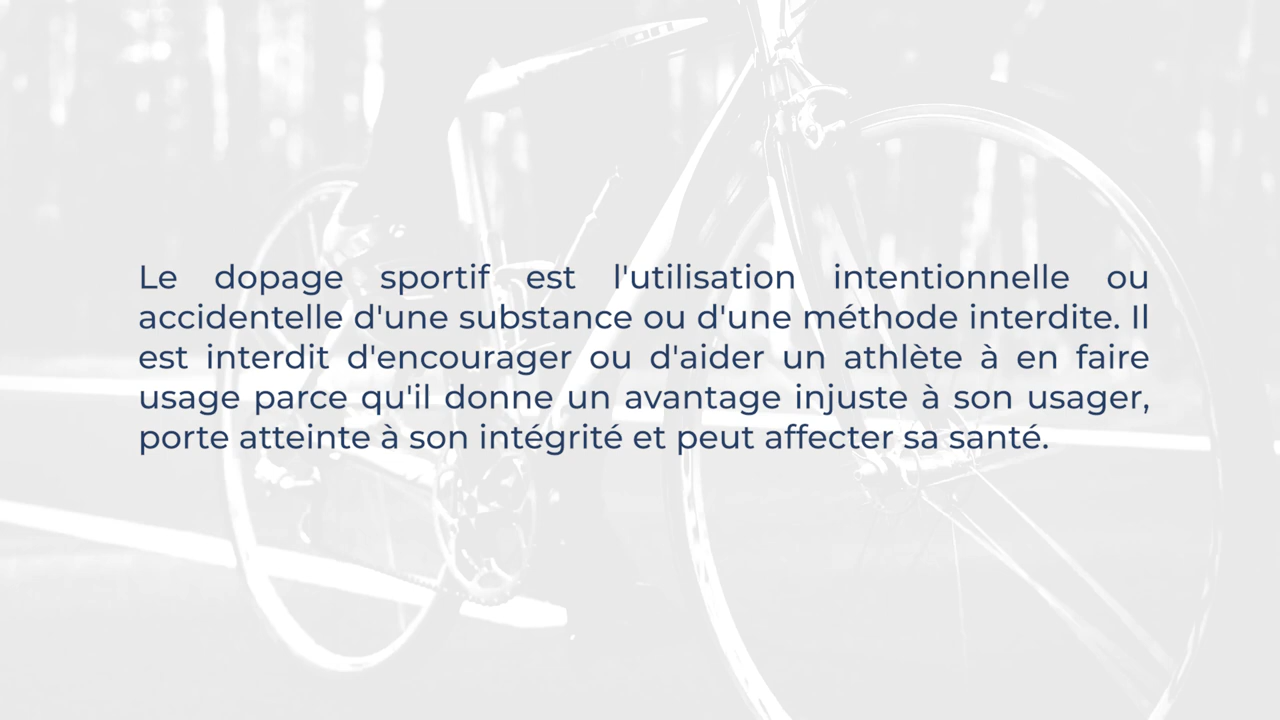 Le dopage sportif est l'utilisation intentionnelle ou
accidentelle d'une substance ou d'une méthode interdite. Il
est interdit d'encourager ou d'aider un athlète à en faire
usage parce qu'il donne un avantage injuste à son usager,
porte atteinte à son intégrité et peut affecter sa santé.